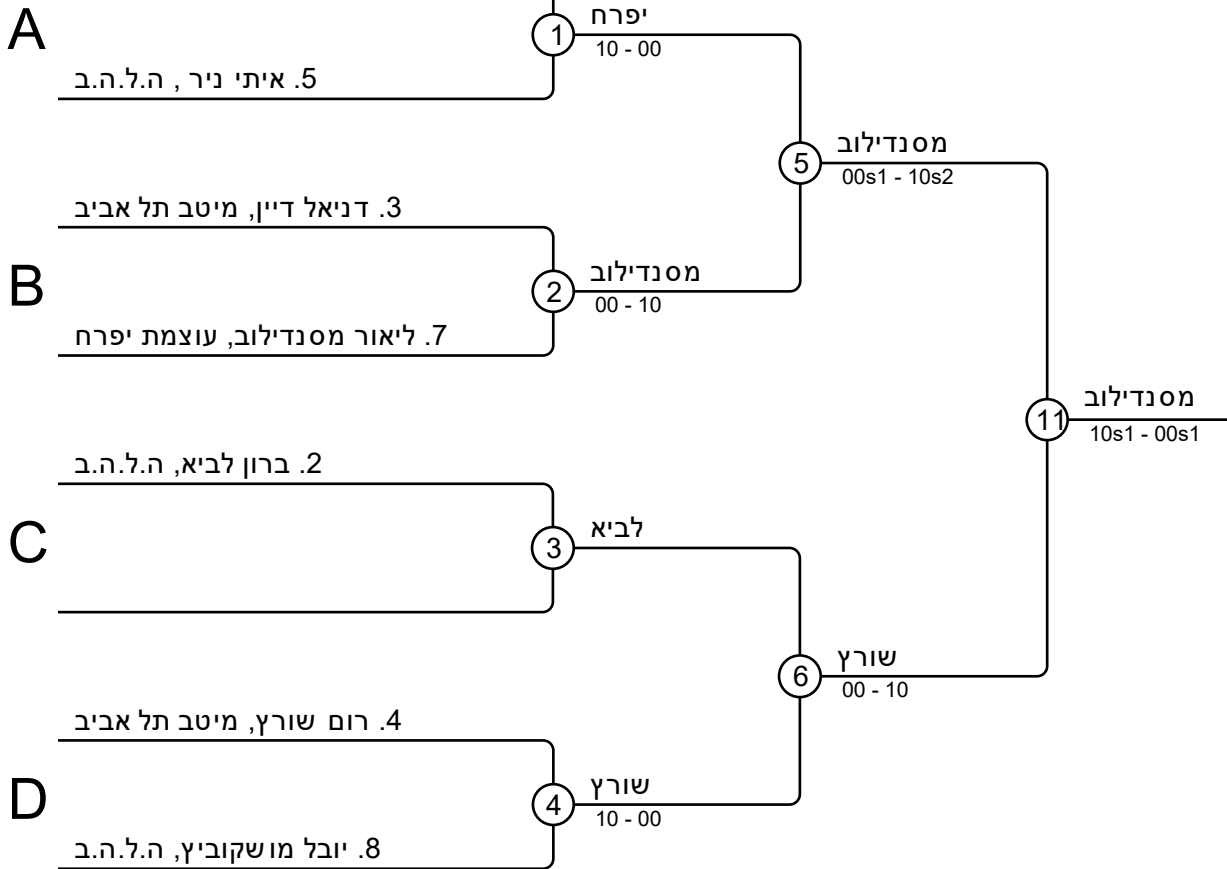 A
1
יפרח
10 - 00
5. איתי ניר , ה.ל.ה.ב
5
מסנדילוב
00s1 - 10s2
3. דניאל דיין, מיטב תל אביב
B
2
מסנדילוב
00 - 10
7. ליאור מסנדילוב, עוצמת יפרח
11
מסנדילוב
10s1 - 00s1
2. ברון לביא, ה.ל.ה.ב
C
3
לביא
6
שורץ
00 - 10
4. רום שורץ, מיטב תל אביב
D
4
שורץ
10 - 00
8. יובל מושקוביץ, ה.ל.ה.ב